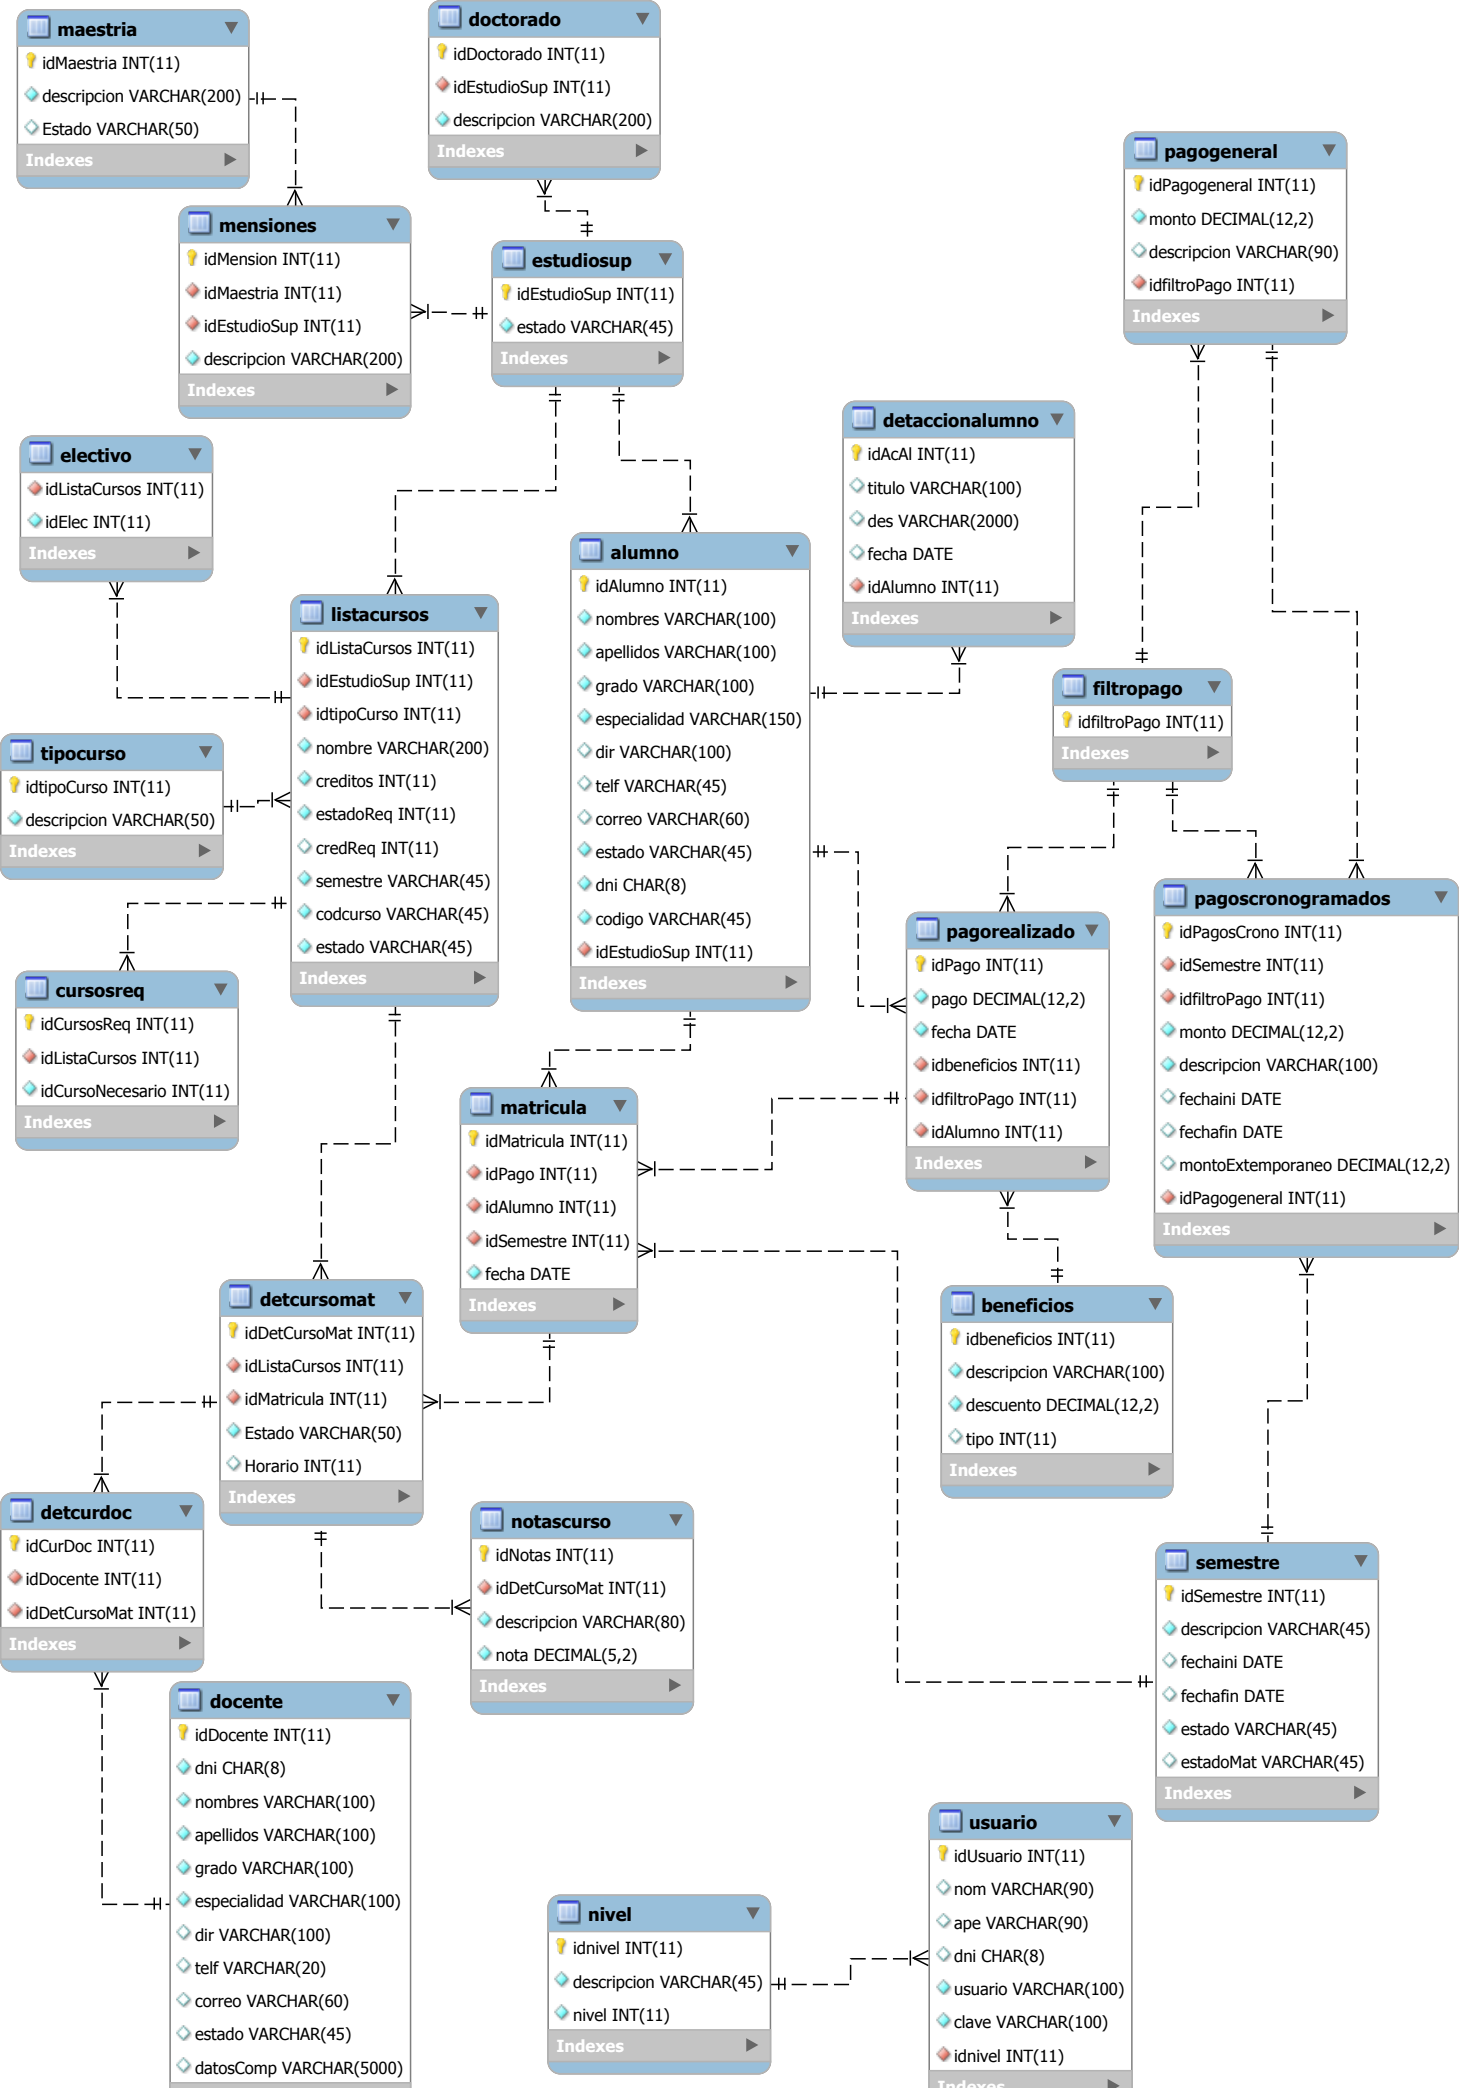 maestria
idMaestria INT(11)
descripcion VARCHAR(200)
Estado VARCHAR(50)
Indexes
doctorado
idDoctorado INT(11)
idEstudioSup INT(11)
descripcion VARCHAR(200)
Indexes
pagogeneral
idPagogeneral INT(11)
monto DECIMAL(12,2)
descripcion VARCHAR(90)
idfiltroPago INT(11)
Indexes
mensiones
idMension INT(11)
idMaestria INT(11)
idEstudioSup INT(11)
descripcion VARCHAR(200)
Indexes
estudiosup
idEstudioSup INT(11)
estado VARCHAR(45)
Indexes
electivo
idListaCursos INT(11)
idElec INT(11)
Indexes
detaccionalumno
idAcAl INT(11)
titulo VARCHAR(100)
des VARCHAR(2000)
fecha DATE
idAlumno INT(11)
Indexes
listacursos
idListaCursos INT(11)
idEstudioSup INT(11)
idtipoCurso INT(11)
nombre VARCHAR(200)
creditos INT(11)
estadoReq INT(11)
credReq INT(11)
semestre VARCHAR(45)
codcurso VARCHAR(45)
estado VARCHAR(45)
Indexes
alumno
idAlumno INT(11)
nombres VARCHAR(100)
apellidos VARCHAR(100)
grado VARCHAR(100)
especialidad VARCHAR(150)
dir VARCHAR(100)
telf VARCHAR(45)
correo VARCHAR(60)
estado VARCHAR(45)
dni CHAR(8)
codigo VARCHAR(45)
idEstudioSup INT(11)
Indexes
filtropago
idfiltroPago INT(11)
Indexes
tipocurso
idtipoCurso INT(11)
descripcion VARCHAR(50)
Indexes
pagorealizado
idPago INT(11)
pago DECIMAL(12,2)
fecha DATE
idbeneficios INT(11)
idfiltroPago INT(11)
idAlumno INT(11)
Indexes
pagoscronogramados
idPagosCrono INT(11)
idSemestre INT(11)
idfiltroPago INT(11)
monto DECIMAL(12,2)
descripcion VARCHAR(100)
fechaini DATE
fechafin DATE
montoExtemporaneo DECIMAL(12,2)
idPagogeneral INT(11)
Indexes
cursosreq
idCursosReq INT(11)
idListaCursos INT(11)
idCursoNecesario INT(11)
Indexes
matricula
idMatricula INT(11)
idPago INT(11)
idAlumno INT(11)
idSemestre INT(11)
fecha DATE
Indexes
detcursomat
idDetCursoMat INT(11)
idListaCursos INT(11)
idMatricula INT(11)
Estado VARCHAR(50)
Horario INT(11)
Indexes
beneficios
idbeneficios INT(11)
descripcion VARCHAR(100)
descuento DECIMAL(12,2)
tipo INT(11)
Indexes
detcurdoc
idCurDoc INT(11)
idDocente INT(11)
idDetCursoMat INT(11)
Indexes
notascurso
idNotas INT(11)
idDetCursoMat INT(11)
descripcion VARCHAR(80)
nota DECIMAL(5,2)
Indexes
semestre
idSemestre INT(11)
descripcion VARCHAR(45)
fechaini DATE
fechafin DATE
estado VARCHAR(45)
estadoMat VARCHAR(45)
Indexes
docente
idDocente INT(11)
dni CHAR(8)
nombres VARCHAR(100)
apellidos VARCHAR(100)
grado VARCHAR(100)
especialidad VARCHAR(100)
dir VARCHAR(100)
telf VARCHAR(20)
correo VARCHAR(60)
estado VARCHAR(45)
datosComp VARCHAR(5000)
nivel
idnivel INT(11)
descripcion VARCHAR(45)
nivel INT(11)
Indexes
usuario
idUsuario INT(11)
nom VARCHAR(90)
ape VARCHAR(90)
dni CHAR(8)
usuario VARCHAR(100)
clave VARCHAR(100)
idnivel INT(11)
Indexes